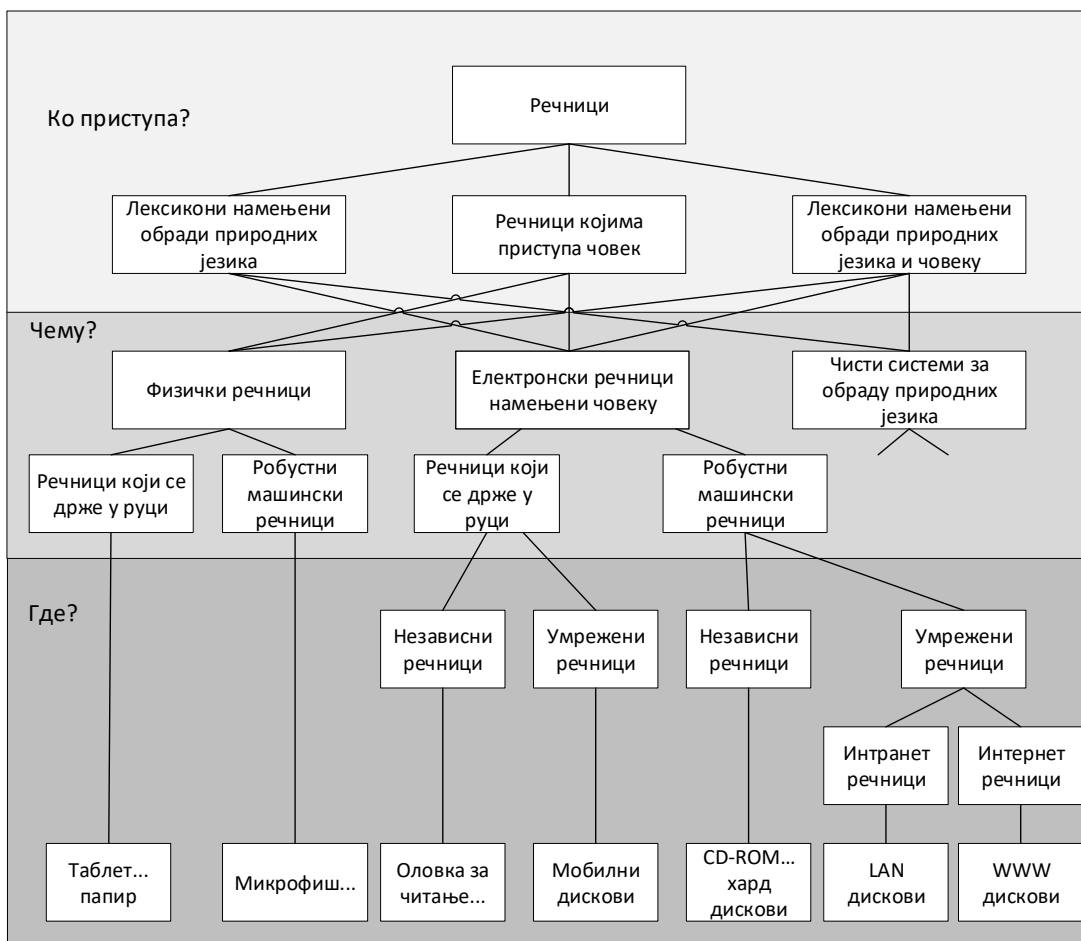 Ко приступа?
Речници
Лексикони намењени
обради природних
језика
Речници којима
приступа човек
Лексикони намењени
обради природних
језика и човеку
Чему?
Физички речници
Електронски речници
намењени човеку
Чисти системи за
обраду природних
језика
Речници који се
држе у руци
Робустни
машински
речници
Речници који
се држе у
руци
Робустни
машински
речници
Где?
Независни
речници
Умрежени
речници
Независни
речници
Умрежени
речници
Интранет
речници
Интернет
речници
Таблет...
папир
Микрофиш...
Оловка за
читање...
Мобилни
дискови
CD-ROM...
хард
дискови
LAN
дискови
WWW
дискови